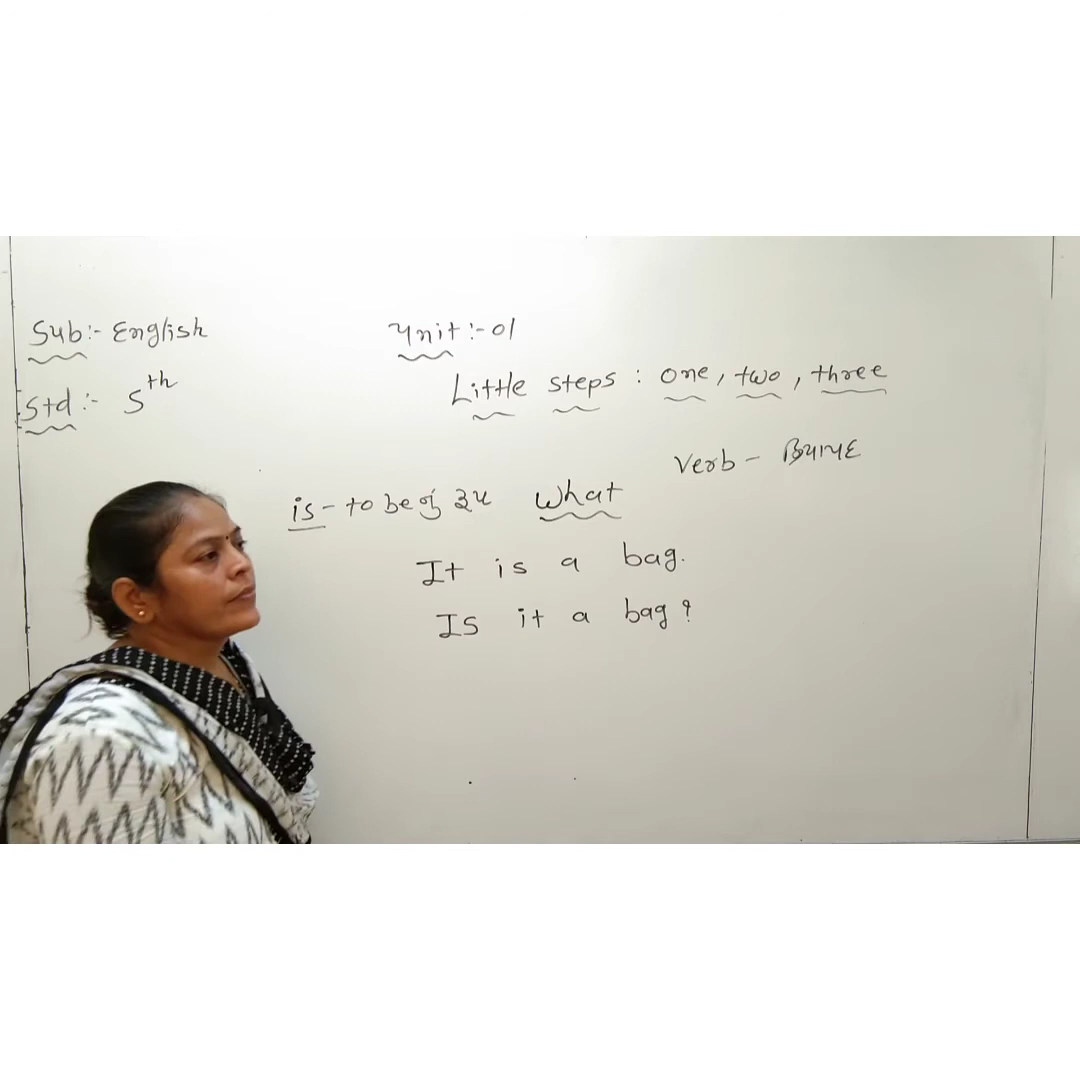 Sub:- English
Unit:- 01
Std:- 5th
Little steps : one, two, three
Verb - ક્રિયાપદ
is - to be નું રૂપ what
It is a bag.
Is it a bag?